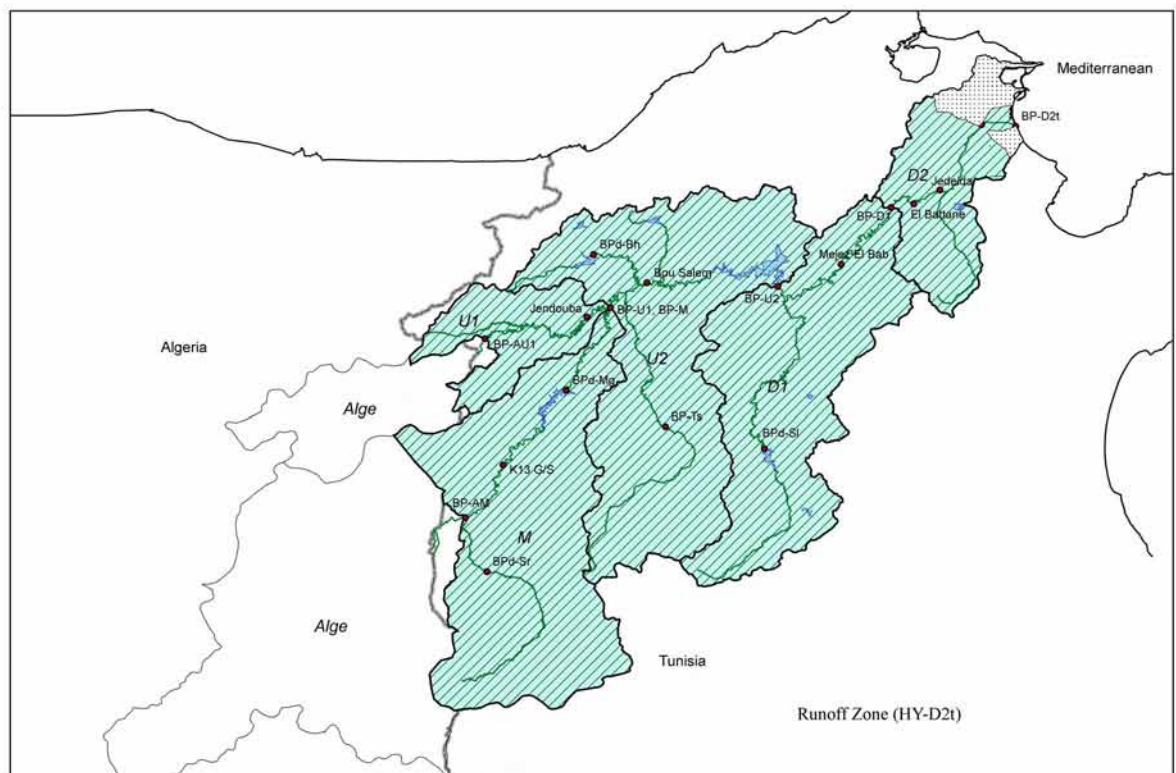 Mediterranean
BP-D2t
D2
Jedeida
BP-D1
El Battane
BPd-Bh
Mejez El Bab
Bou Salem
BP-U2
Jendouba
BP-U1, BP-M
U1
Algeria
BP-AU1
U2
D1
BPd-Mg
Alge
BP-Ts
BPd-Sl
K13 G/S
BP-AM
M
BPd-Sr
Alge
Tunisia
Runoff Zone (HY-D2t)